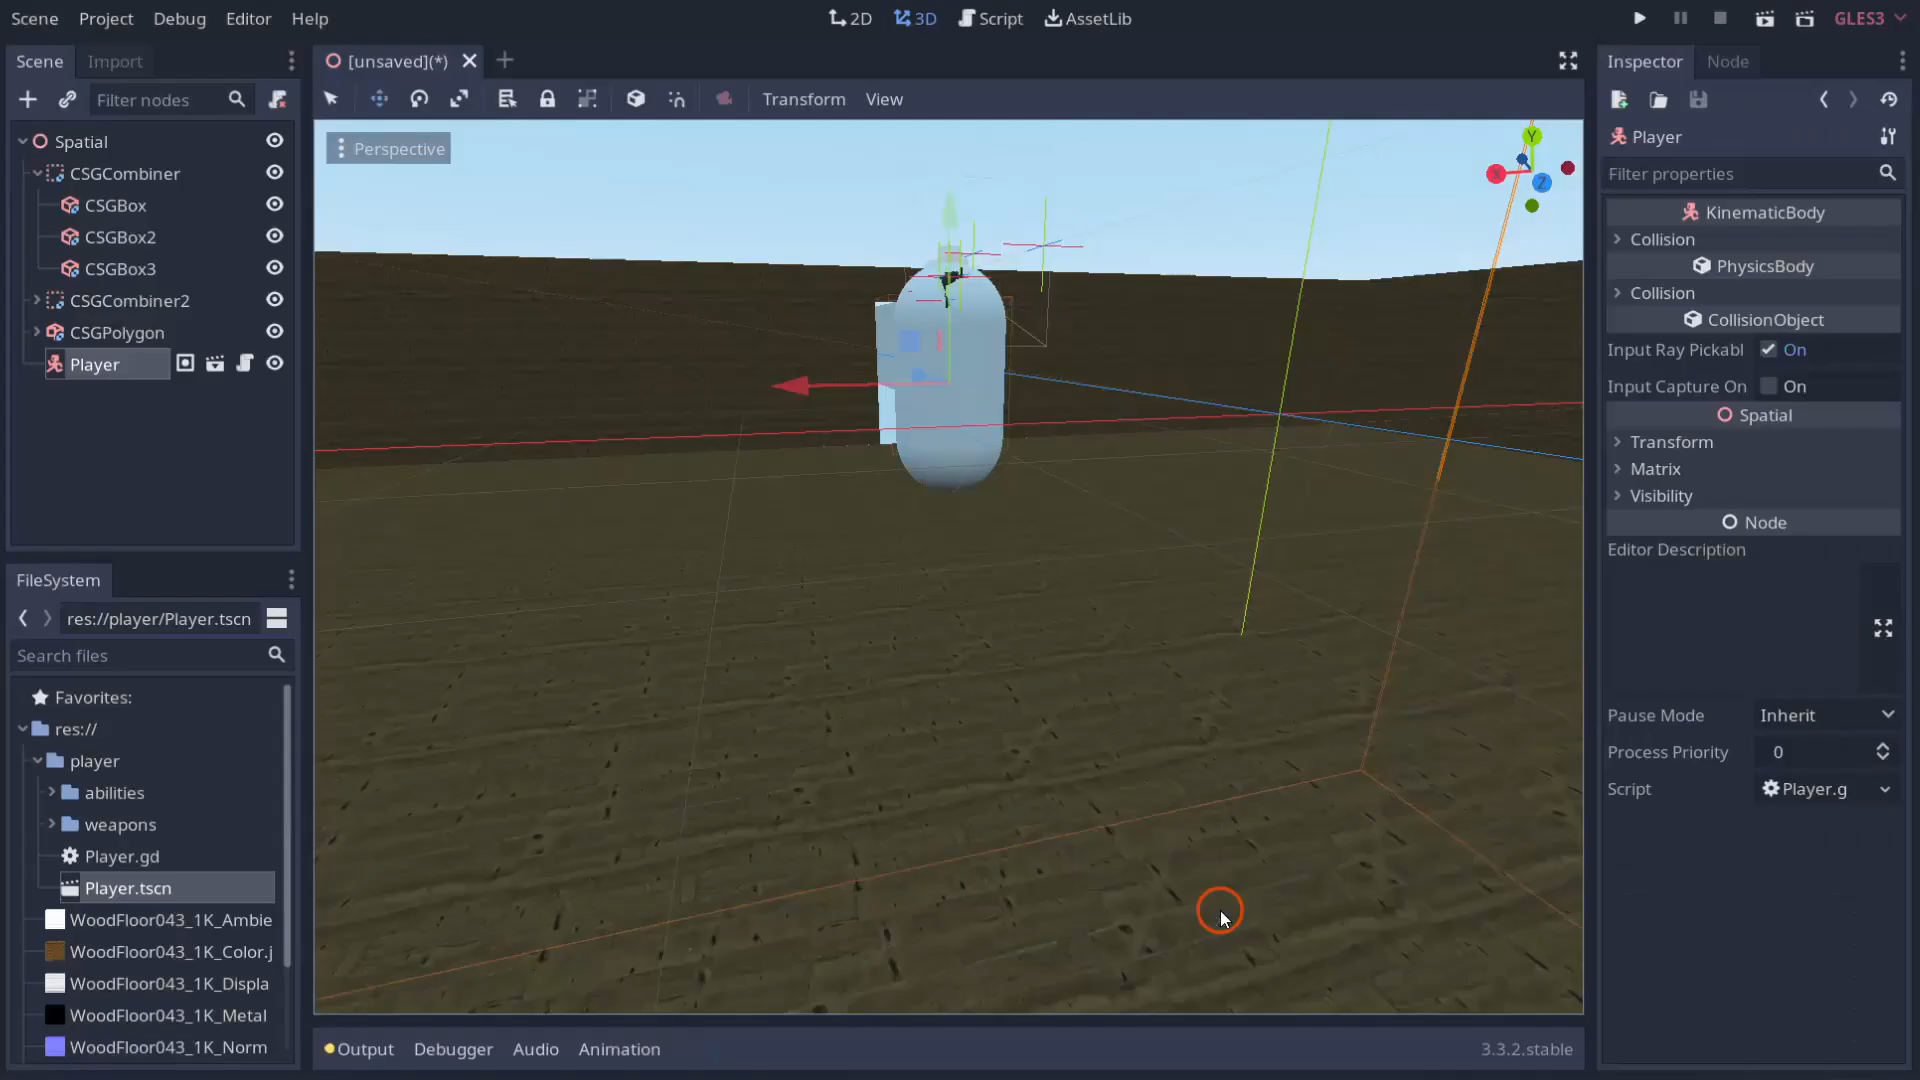 Scene Project Debug Editor Help
2D 3D Script AssetLib
GLES3
Scene Import
Filter nodes
Spatial
CSGCombiner
CSGBox
CSGBox2
CSGBox3
CSGCombiner2
CSGPolygon
Player
FileSystem
res://player/Player.tscn
Search files
Favorites:
res://
player
abilities
weapons
Player.gd
Player.tscn
WoodFloor043_1K_Ambie
WoodFloor043_1K_Color.j
WoodFloor043_1K_Displa
WoodFloor043_1K_Metal
WoodFloor043_1K_Norm
[unsaved](*)
Transform View
Perspective
Y
X
Z
Output Debugger Audio Animation
3.3.2.stable
Inspector Node
Player
Filter properties
KinematicBody
Collision
PhysicsBody
Collision
CollisionObject
Input Ray Pickabl On
Input Capture On On
Spatial
Transform
Matrix
Visibility
Node
Editor Description
Pause Mode Inherit
Process Priority 0
Script Player.g